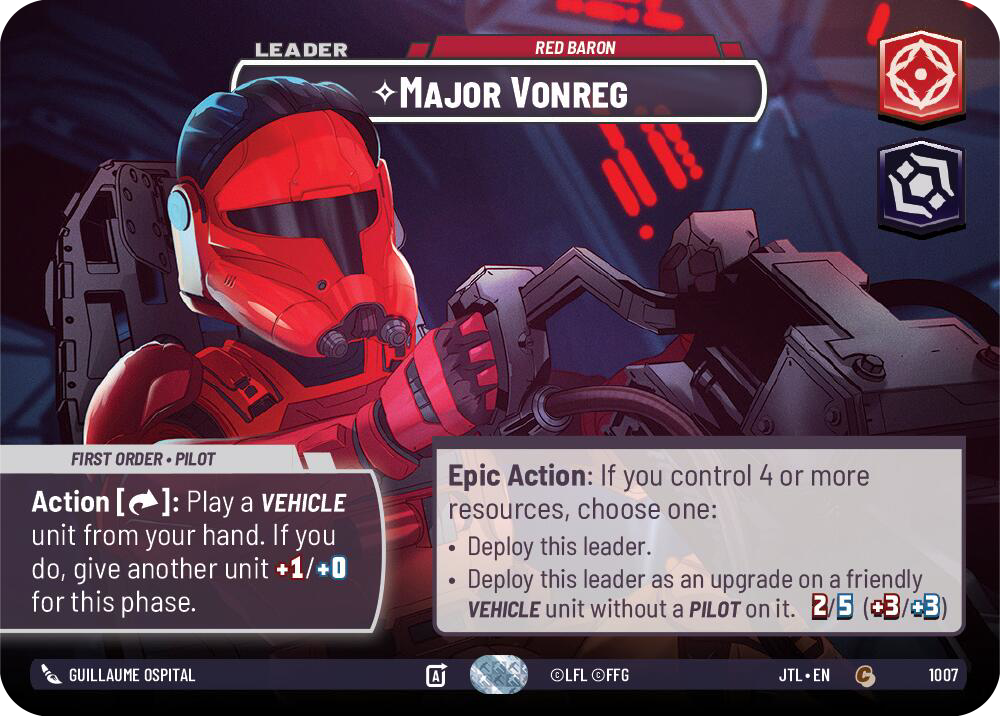 LEADER
RED BARON
MAJOR VONREG
FIRST ORDER • PILOT
Action [ ]: Play a VEHICLE
unit from your hand. If you
do, give another unit +1/+0
for this phase.
Epic Action: If you control 4 or more
resources, choose one:
• Deploy this leader.
• Deploy this leader as an upgrade on a friendly
VEHICLE unit without a PILOT on it. 2/5 (+3/+3)
GUILLAUME OSPITAL
A
©LFL ©FFG
JTL • EN
C
1007